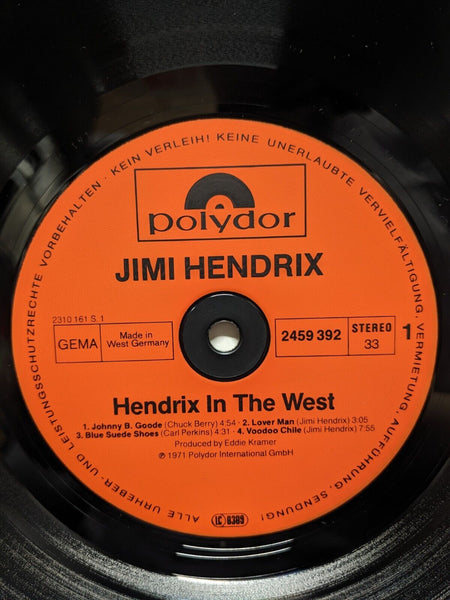 ALLE URHEBER- UND LEISTUNGSSCHUTZRECHTE VORBEHALTEN · KEIN VERLEIH! KEINE UNERLAUBTE VERVIELFÄLTIGUNG, VERMIETUNG, AUFFÜHRUNG, SENDUNG!
polydor
JIMI HENDRIX
2310 161 S 1
GEMA
Made in
West Germany
2459 392
STEREO
33
1
Hendrix In The West
1. Johnny B. Goode (Chuck Berry) 4:54 · 2. Lover Man (Jimi Hendrix) 3:05
3. Blue Suede Shoes (Carl Perkins) 4:31 · 4. Voodoo Chile (Jimi Hendrix) 7:55
Produced by Eddie Kramer
℗ 1971 Polydor International GmbH
LC 0309